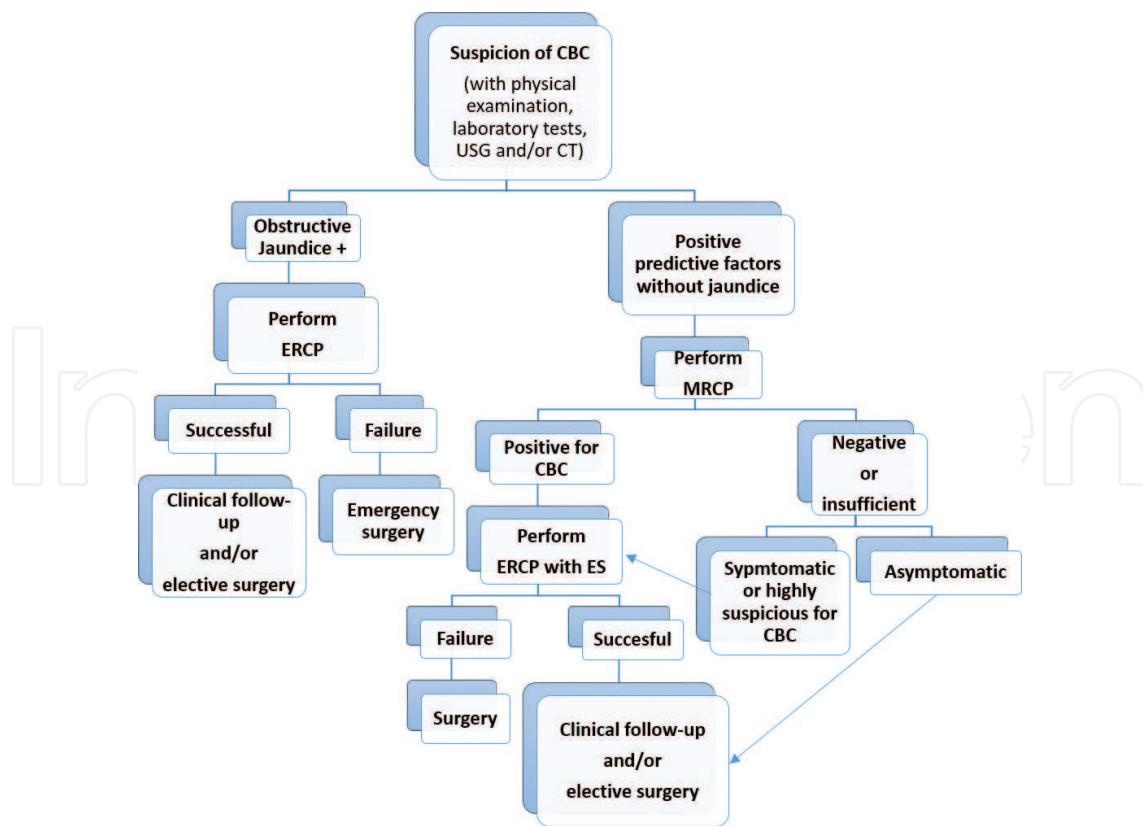 Suspicion of CBC
(with physical
examination,
laboratory tests,
USG and/or CT)
Obstructive
Jaundice +
Positive
predictive factors
without jaundice
Perform
ERCP
Perform
MRCP
Successful
Failure
Positive for
CBC
Negative
or
insufficient
Clinical follow-
up
and/or
elective surgery
Emergency
surgery
Perform
ERCP with ES
Sypmtomatic
or highly
suspicious for
CBC
Asymptomatic
Failure
Succesful
Surgery
Clinical follow-up
and/or
elective surgery